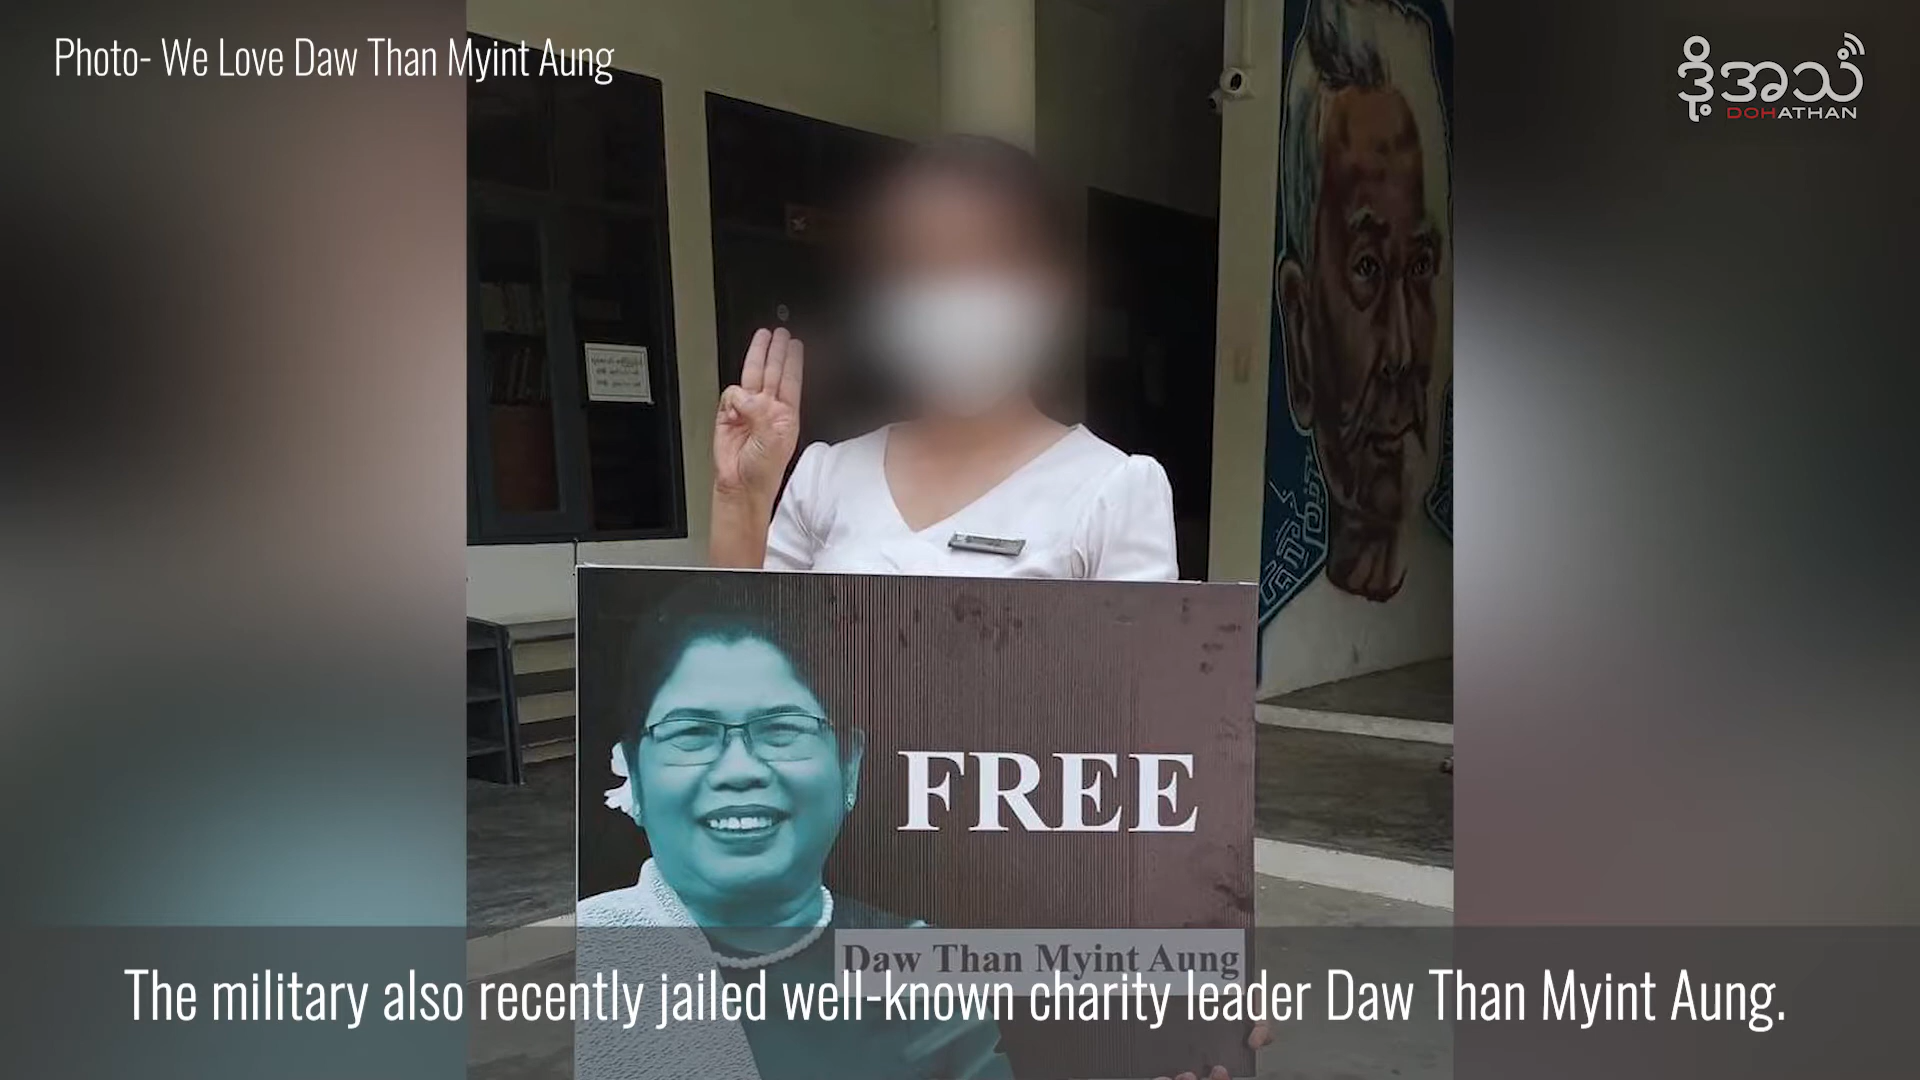 Photo- We Love Daw Than Myint Aung
ဒို့အသံ
DOHATHAN
FREE
Daw Than Myint Aung
The military also recently jailed well-known charity leader Daw Than Myint Aung.